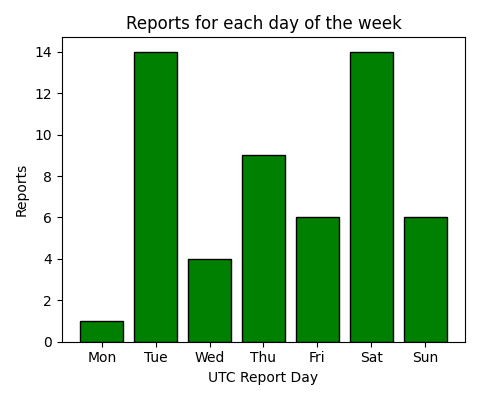 Reports for each day of the week
14
12
10
8
6
4
2
0
Reports
Mon Tue Wed Thu Fri Sat Sun
UTC Report Day